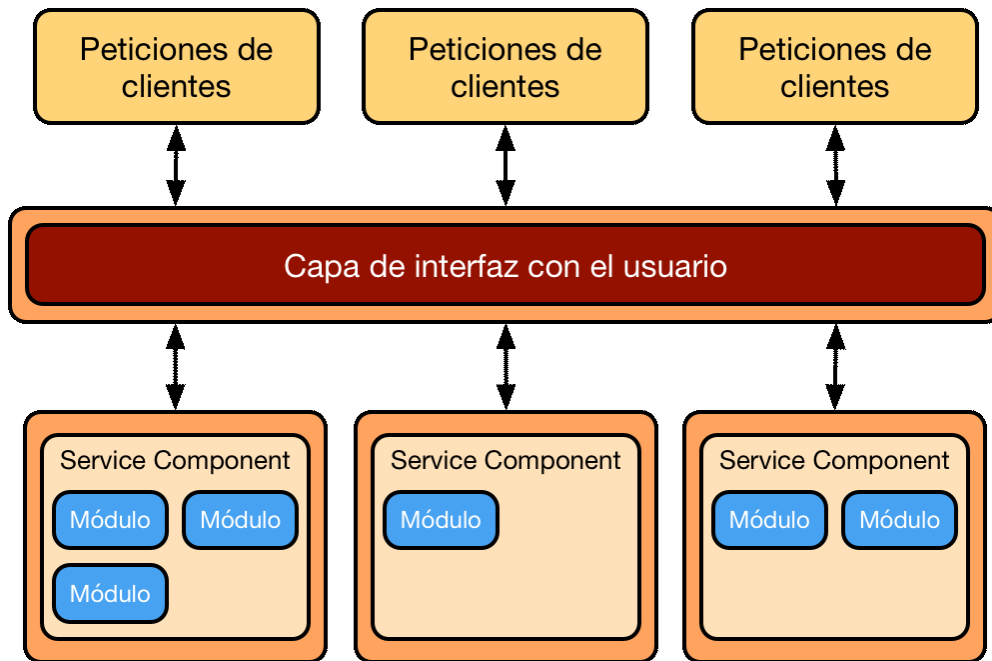 Peticiones de
clientes
Peticiones de
clientes
Peticiones de
clientes
Capa de interfaz con el usuario
Service Component
Módulo
Módulo
Módulo
Service Component
Módulo
Service Component
Módulo
Módulo